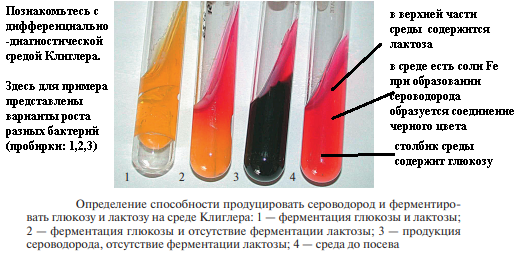 Познакомьтесь с
дифференциально
-диагностической
средой Клиглера.
Здесь для примера
представлены
варианты роста
разных бактерий
(пробирки: 1,2,3)
в верхней части
среды содержится
лактоза
в среде есть соли Fe
при образовании
сероводорода
образуется соединение
черного цвета
столбик среды
содержит глюкозу
1 2 3 4
Определение способности продуцировать сероводород и ферментиро-
вать глюкозу и лактозу на среде Клиглера: 1 — ферментация глюкозы и лактозы;
2 — ферментация глюкозы и отсутствие ферментации лактозы; 3 — продукция
сероводорода, отсутствие ферментации лактозы; 4 — среда до посева